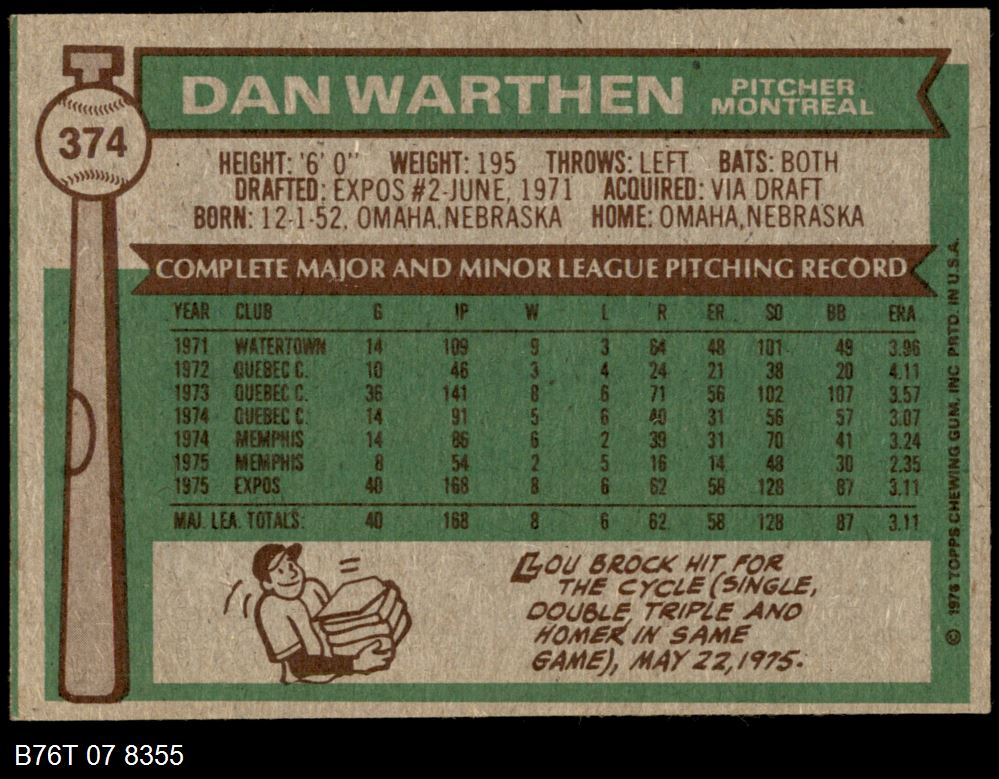 374
DAN WARTHEN
PITCHER
MONTREAL
HEIGHT: '6' 0" WEIGHT: 195 THROWS: LEFT. BATS: BOTH
DRAFTED: EXPOS #2-JUNE, 1971 ACQUIRED: VIA DRAFT
BORN: 12-1-52, OMAHA, NEBRASKA HOME: OMAHA, NEBRASKA
COMPLETE MAJOR AND MINOR LEAGUE PITCHING RECORD
YEAR CLUB G IP W L R ER SO BB ERA
1971 WATERTOWN 14 109 9 3 64 48 101 49 3.96
1972 QUEBEC C. 10 46 3 4 24 21 38 20 4.11
1973 QUEBEC C. 36 141 8 6 71 56 102 107 3.57
1974 QUEBEC C. 14 91 5 6 40 31 56 57 3.07
1974 MEMPHIS 14 86 6 2 39 31 70 41 3.24
1975 MEMPHIS 8 54 2 5 16 14 48 30 2.35
1975 EXPOS 40 168 8 6 62 58 128 87 3.11
MAJ. LEA. TOTALS: 40 168 8 6 62 58 128 87 3.11
LOU BROCK HIT FOR
THE CYCLE (SINGLE,
DOUBLE, TRIPLE AND
HOMER IN SAME
GAME), MAY 22, 1975.
© 1976 TOPPS CHEWING GUM, INC PRTD. IN U.S.A.
B76T 07 8355